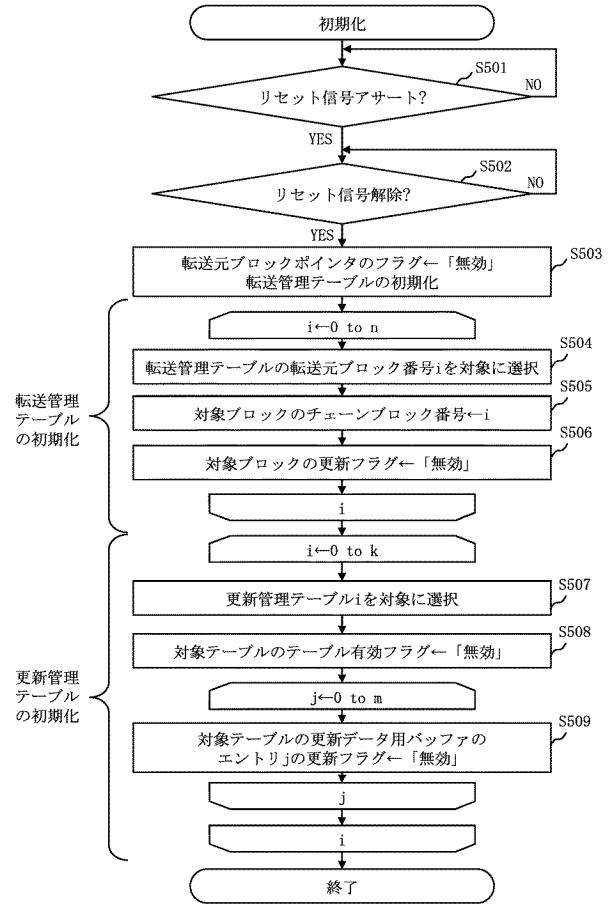 初期化
S501
リセット信号アサート?
NO
YES
S502
リセット信号解除?
NO
YES
S503
転送元ブロックポインタのフラグ←「無効」
転送管理テーブルの初期化
i←0 to n
S504
転送管理テーブルの転送元ブロック番号iを対象に選択
S505
対象ブロックのチェーンブロック番号←i
S506
対象ブロックの更新フラグ←「無効」
i
転送管理
テーブル
の初期化
i←0 to k
S507
更新管理テーブルiを対象に選択
S508
対象テーブルのテーブル有効フラグ←「無効」
j←0 to m
S509
対象テーブルの更新データ用バッファの
エントリjの更新フラグ←「無効」
j
i
更新管理
テーブル
の初期化
終了